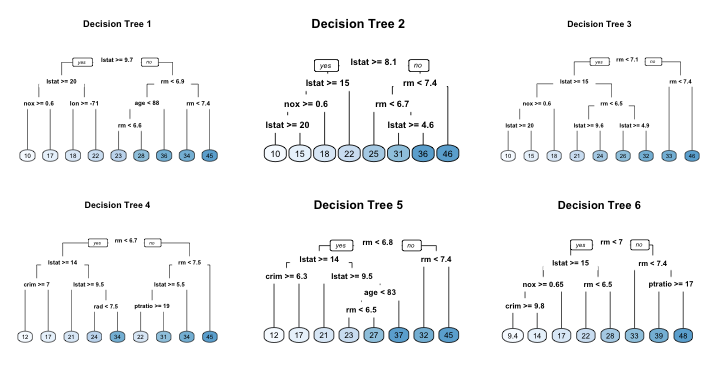 Decision Tree 1
yes lstat >= 9.7 no
lstat >= 20 rm < 6.9
nox >= 0.6 lon >= -71 age < 88 rm < 7.4
rm < 6.6
10 17 18 22 23 28 36 34 45
Decision Tree 2
yes lstat >= 8.1 no
lstat >= 15 rm < 7.4
nox >= 0.6 rm < 6.7
lstat >= 20 lstat >= 4.6
10 15 18 22 25 31 36 46
Decision Tree 3
yes rm < 7.1 no
lstat >= 15 rm < 7.4
nox >= 0.6 rm < 6.5
lstat >= 20 lstat >= 9.6 lstat >= 4.9
10 15 18 21 24 26 32 33 46
Decision Tree 4
yes rm < 6.7 no
lstat >= 14 rm < 7.5
crim >= 7 lstat >= 9.5 lstat >= 5.5
rad < 7.5 ptratio >= 19
12 17 21 24 34 22 31 34 45
Decision Tree 5
yes rm < 6.8 no
lstat >= 14 rm < 7.4
crim >= 6.3 lstat >= 9.5
age < 83
rm < 6.5
12 17 21 23 27 37 32 45
Decision Tree 6
yes rm < 7 no
lstat >= 15 rm < 7.4
nox >= 0.65 rm < 6.5 ptratio >= 17
crim >= 9.8
9.4 14 17 22 28 33 39 48